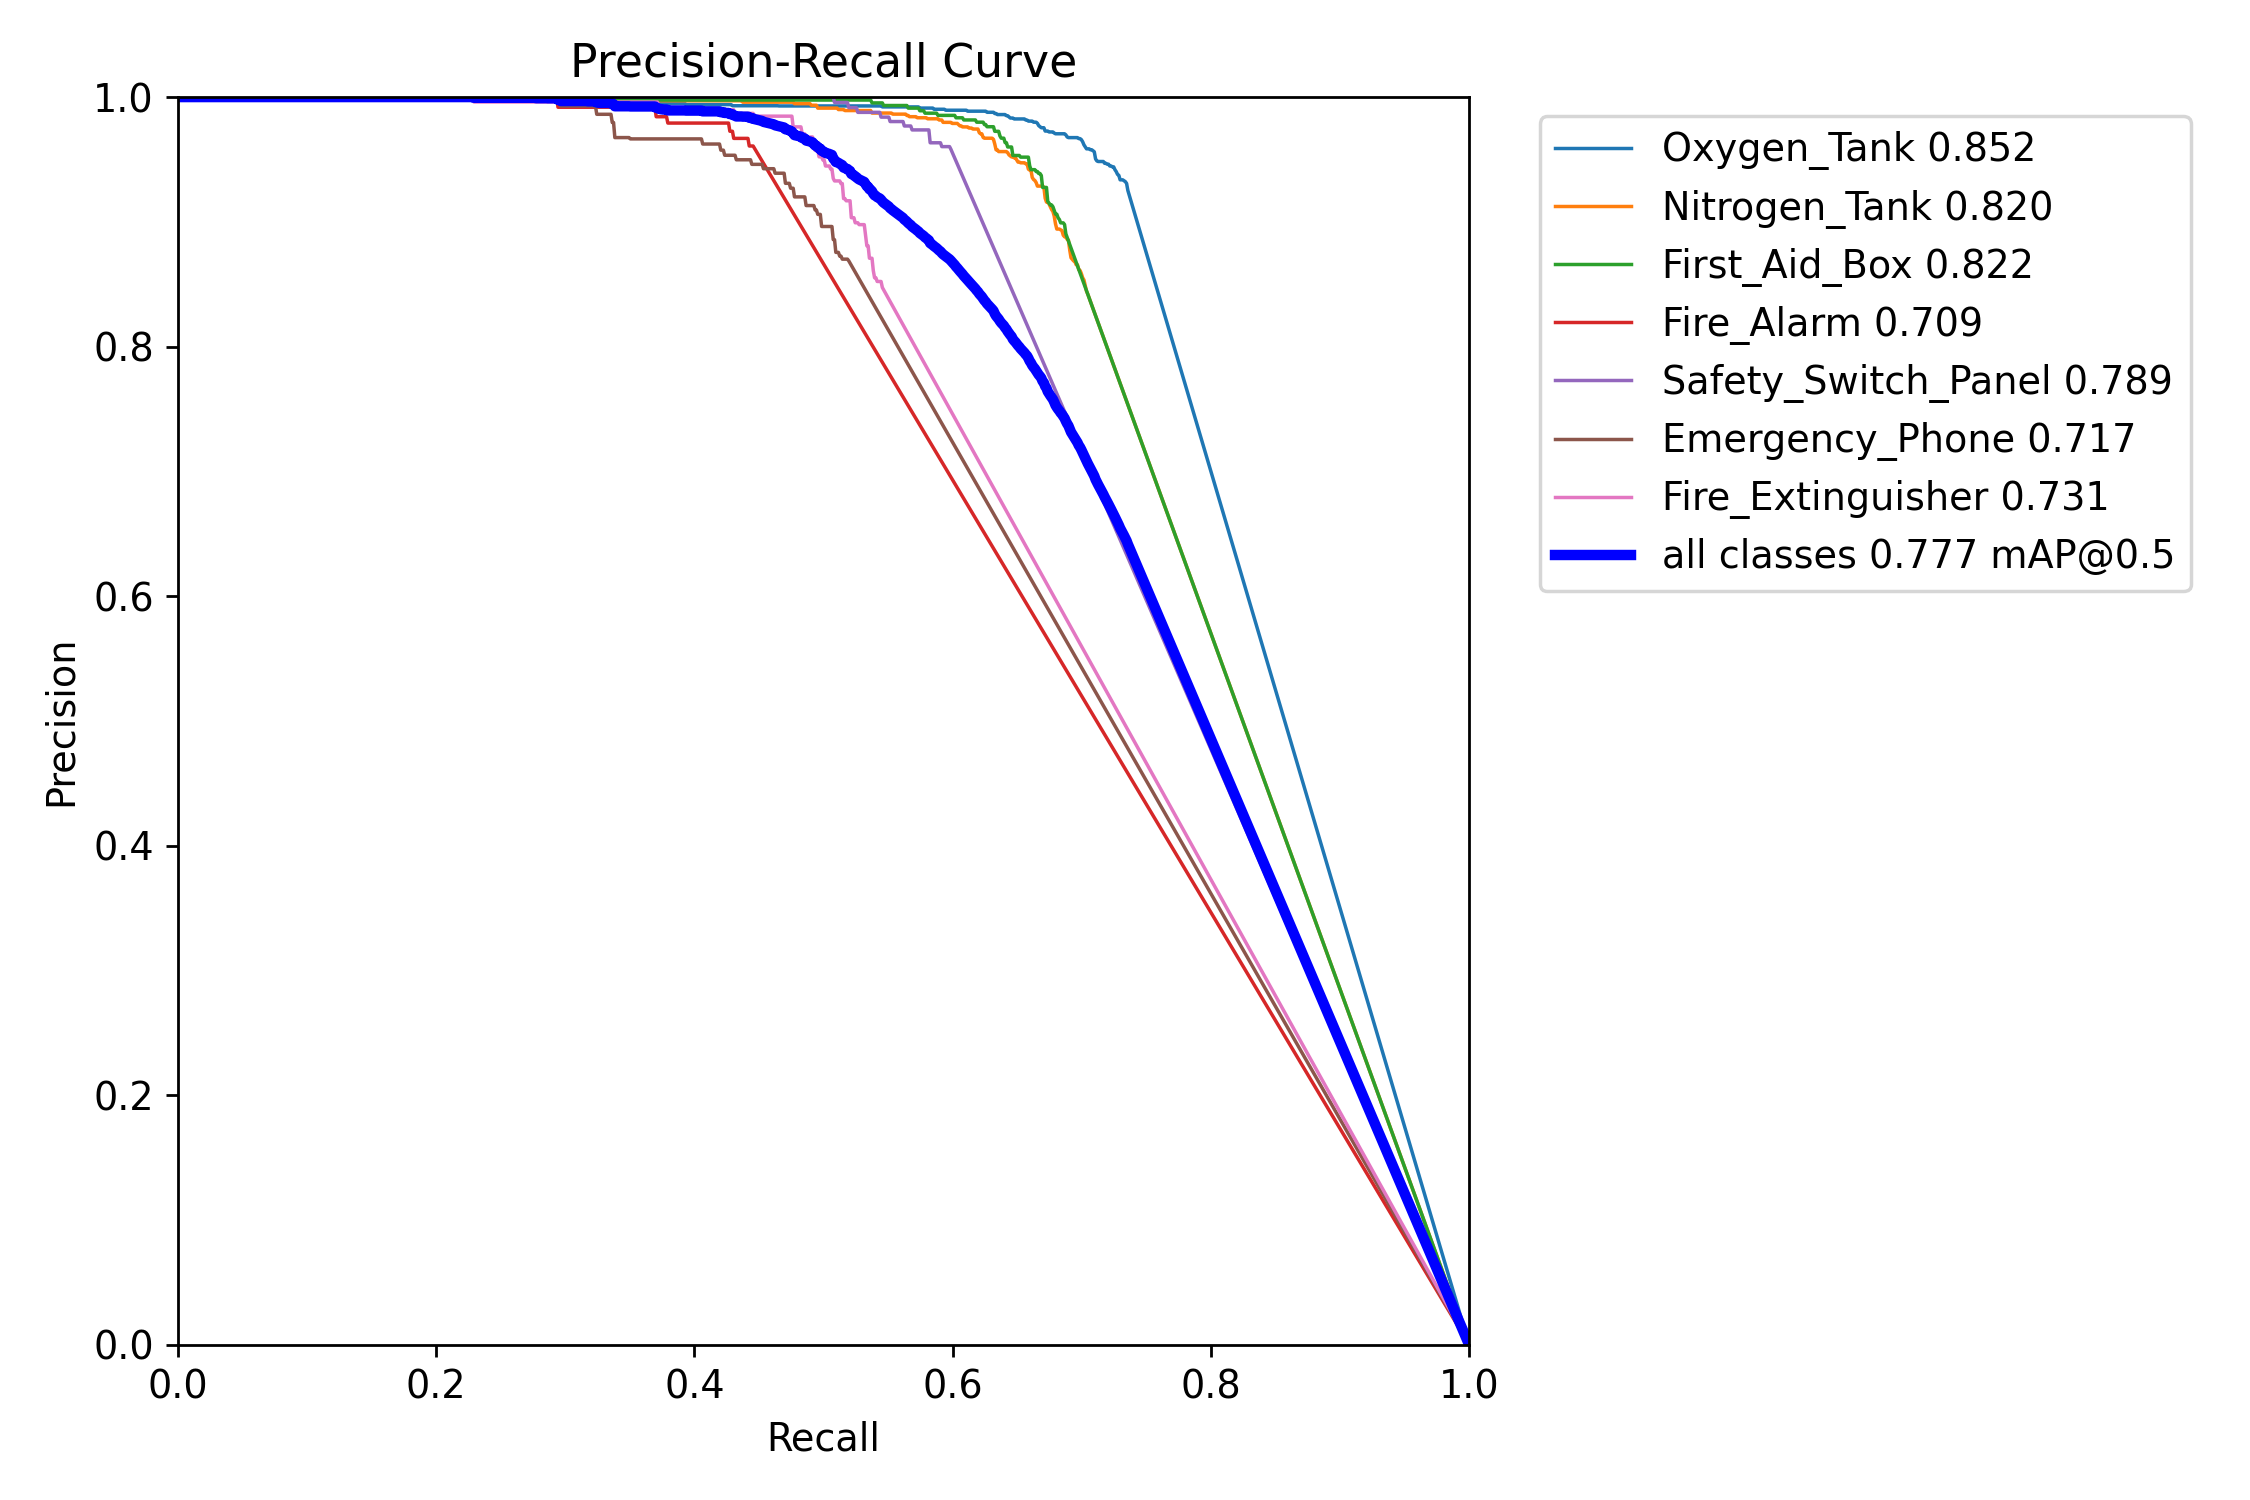 Precision-Recall Curve
1.0
0.8
0.6
0.4
0.2
0.0
Precision
0.0 0.2 0.4 0.6 0.8 1.0
Recall
Oxygen_Tank 0.852
Nitrogen_Tank 0.820
First_Aid_Box 0.822
Fire_Alarm 0.709
Safety_Switch_Panel 0.789
Emergency_Phone 0.717
Fire_Extinguisher 0.731
all classes 0.777 mAP@0.5